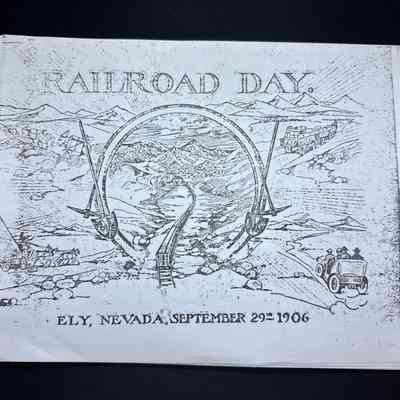 RAILROAD DAY.
ELY, NEVADA, SEPTEMBER 29TH 1906